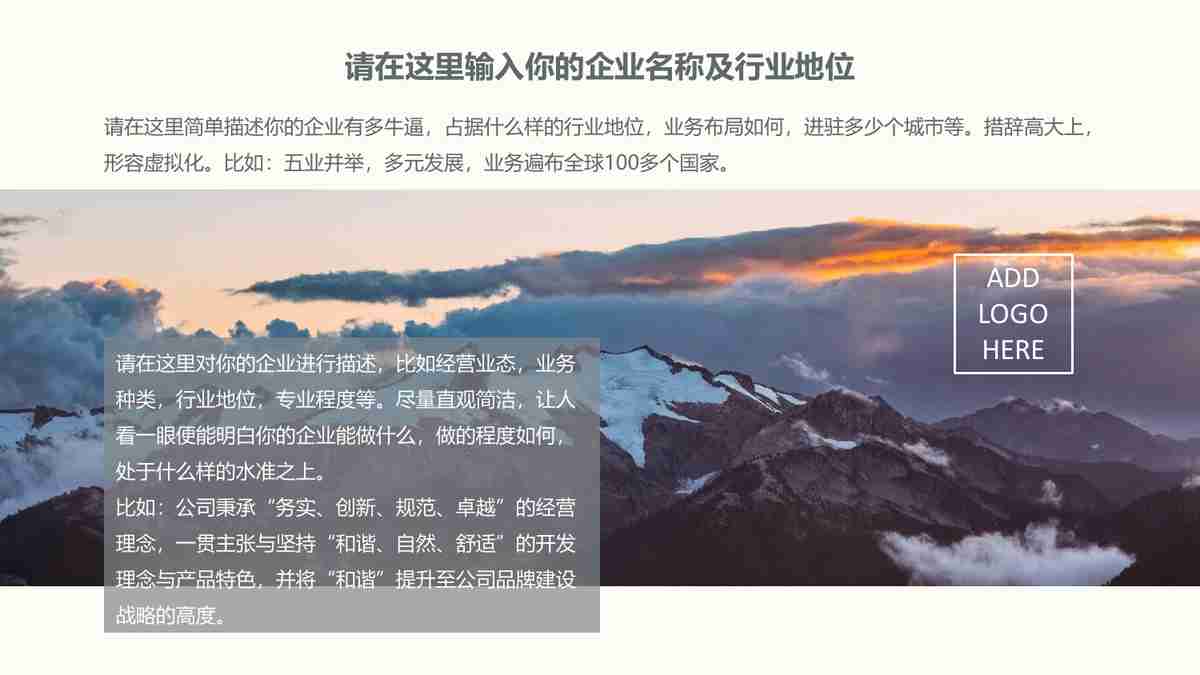 请在这里输入你的企业名称及行业地位
请在这里简单描述你的企业有多牛逼，占据什么样的行业地位，业务布局如何，进驻多少个城市等。措辞高大上，
形容虚拟化。比如：五业并举，多元发展，业务遍布全球100多个国家。
ADD
LOGO
HERE
请在这里对你的企业进行描述，比如经营业态，业务
种类，行业地位，专业程度等。尽量直观简洁，让人
看一眼便能明白你的企业能做什么，做的程度如何，
处于什么样的水准之上。
比如：公司秉承“务实、创新、规范、卓越”的经营
理念，一贯主张与坚持“和谐、自然、舒适”的开发
理念与产品特色，并将“和谐”提升至公司品牌建设
战略的高度。